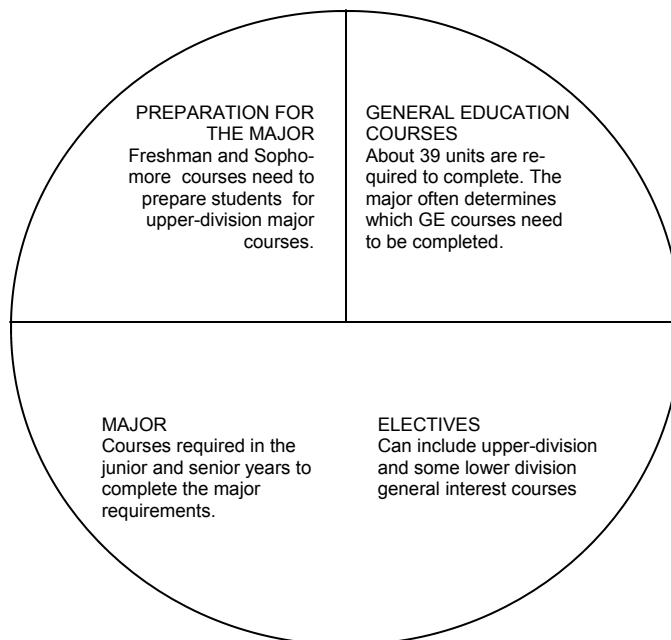 PREPARATION FOR
THE MAJOR
Freshman and Sopho-
more courses need to
prepare students for
upper-division major
courses.
GENERAL EDUCATION
COURSES
About 39 units are re-
quired to complete. The
major often determines
which GE courses need
to be completed.
MAJOR
Courses required in the
junior and senior years to
complete the major
requirements.
ELECTIVES
Can include upper-division
and some lower division
general interest courses